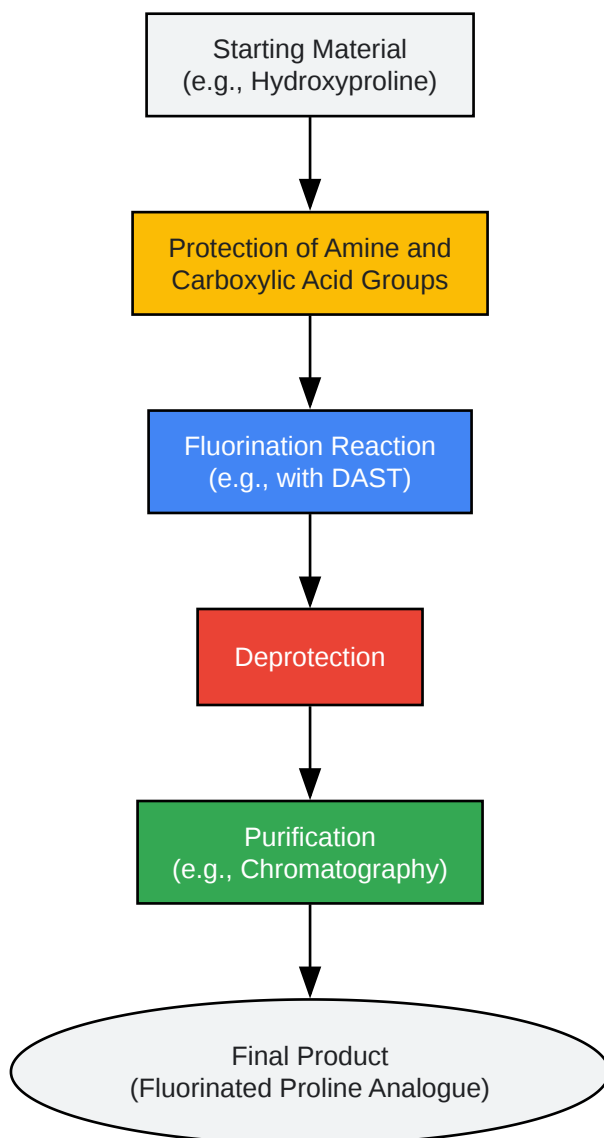 Starting Material
(e.g., Hydroxyproline)
Protection of Amine and
Carboxylic Acid Groups
Fluorination Reaction
(e.g., with DAST)
Deprotection
Purification
(e.g., Chromatography)
Final Product
(Fluorinated Proline Analogue)